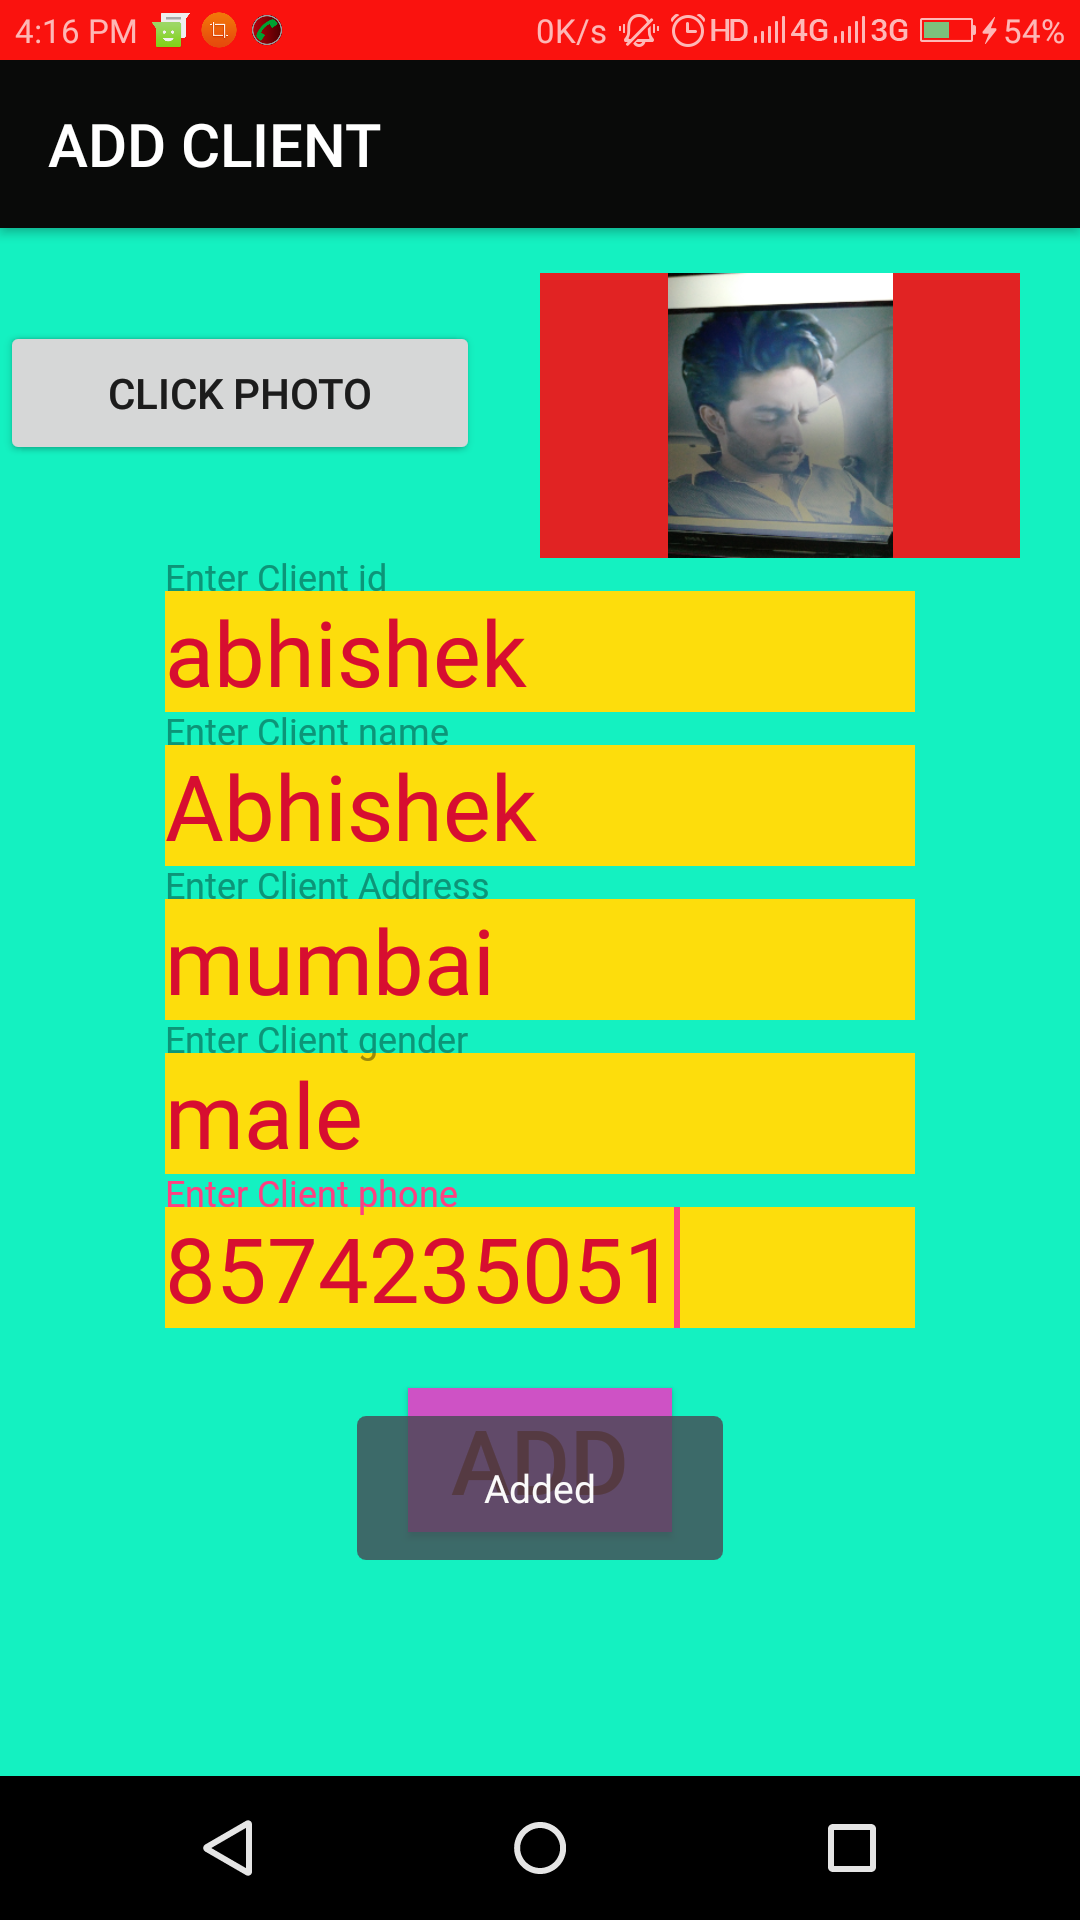 4:16 PM 0K/s HD 4G 3G 54%
ADD CLIENT
CLICK PHOTO
Enter Client id
abhishek
Enter Client name
Abhishek
Enter Client Address
mumbai
Enter Client gender
male
Enter Client phone
8574235051
ADD
Added